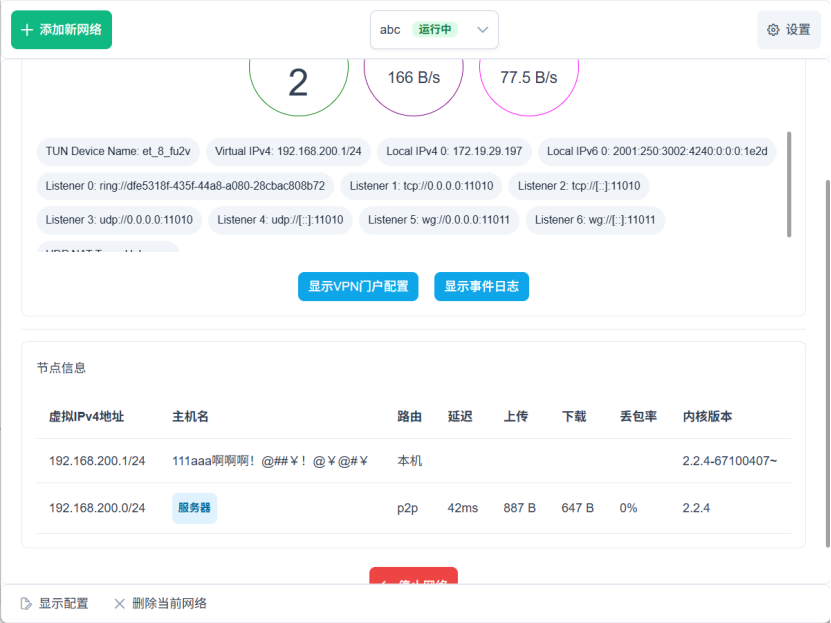 添加新网络
abc 运行中
设置
2
166 B/s
77.5 B/s
TUN Device Name: et_8_fu2v
Virtual IPv4: 192.168.200.1/24
Local IPv4 0: 172.19.29.197
Local IPv6 0: 2001:250:3002:4240:0:0:0:1e2d
Listener 0: ring://dfe5318f-435f-44a8-a080-28cbac808b72
Listener 1: tcp://0.0.0.0:11010
Listener 2: tcp://[::]:11010
Listener 3: udp://0.0.0.0:11010
Listener 4: udp://[::]:11010
Listener 5: wg://0.0.0.0:11011
Listener 6: wg://[::]:11011
显示VPN门户配置
显示事件日志
节点信息
虚拟IPv4地址 主机名 路由 延迟 上传 下载 丢包率 内核版本
192.168.200.1/24 111aaa啊啊啊！@##￥！@￥@#￥ 本机 2.2.4-67100407~
192.168.200.0/24 服务器 p2p 42ms 887 B 647 B 0% 2.2.4
停止网络
显示配置
删除当前网络